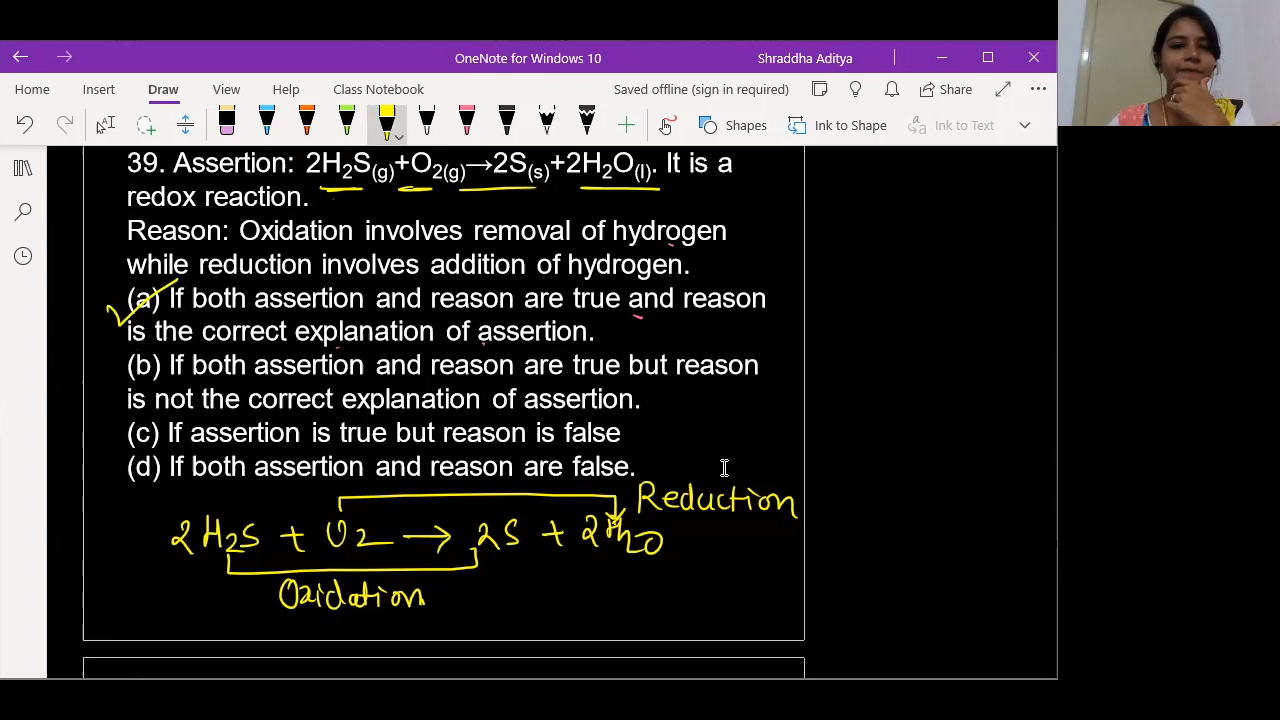 OneNote for Windows 10
Shraddha Aditya
Home Insert Draw View Help Class Notebook
Saved offline (sign in required)
Share
Shapes
Ink to Shape
Ink to Text
39. Assertion: 2H₂S(g)+O₂(g)→2S(s)+2H₂O(l). It is a
redox reaction.
Reason: Oxidation involves removal of hydrogen
while reduction involves addition of hydrogen.
(a) If both assertion and reason are true and reason
is the correct explanation of assertion.
(b) If both assertion and reason are true but reason
is not the correct explanation of assertion.
(c) If assertion is true but reason is false
(d) If both assertion and reason are false.
Reduction
2H₂S + O₂ → 2S + 2H₂O
Oxidation